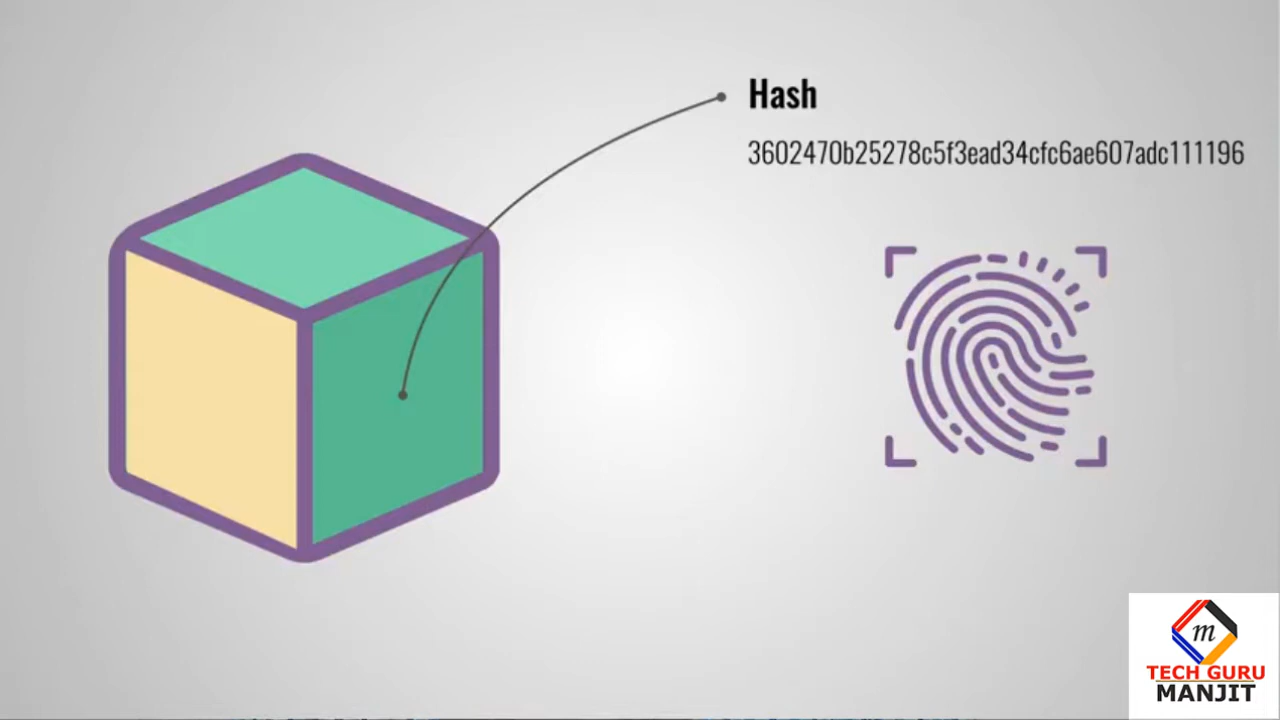 Hash
3602470b25278c5f3ead34cfc6ae607adc111196
m
TECH GURU
MANJIT